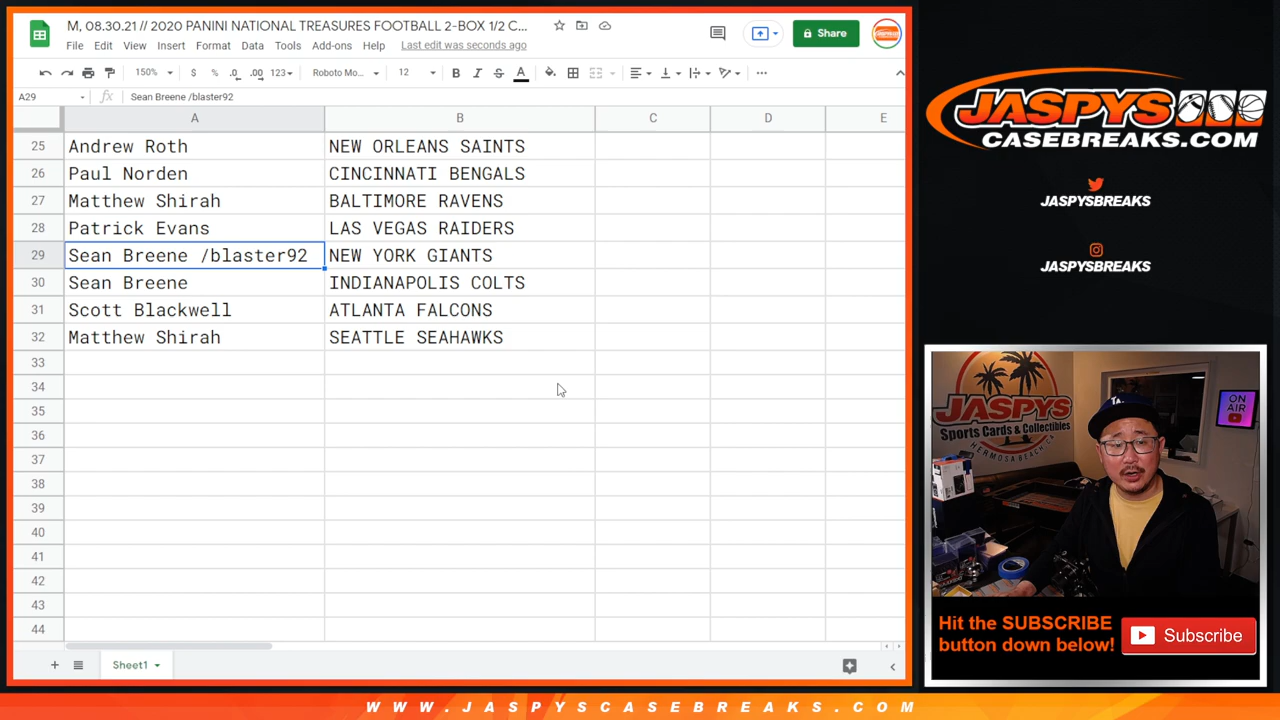 M, 08.30.21 // 2020 PANINI NATIONAL TREASURES FOOTBALL 2-BOX 1/2 C...
File Edit View Insert Format Data Tools Add-ons Help Last edit was seconds ago
Share
150% $ % .0 .00 123 Roboto Mo... 12 B I S A
A29 fx Sean Breene /blaster92
A B C D E
25 Andrew Roth NEW ORLEANS SAINTS
26 Paul Norden CINCINNATI BENGALS
27 Matthew Shirah BALTIMORE RAVENS
28 Patrick Evans LAS VEGAS RAIDERS
29 Sean Breene /blaster92 NEW YORK GIANTS
30 Sean Breene INDIANAPOLIS COLTS
31 Scott Blackwell ATLANTA FALCONS
32 Matthew Shirah SEATTLE SEAHAWKS
33
34
35
36
37
38
39
40
41
42
43
44
Sheet1
JASPYS
CASEBREAKS.COM
JASPYSBREAKS
JASPYSBREAKS
JASPYS
Sports Cards & Collectibles
HERMOSA BEACH, CA
ON
AIR
LA
Hit the SUBSCRIBE
button down below!
Subscribe
WWW.JASPYSCASEBREAKS.COM